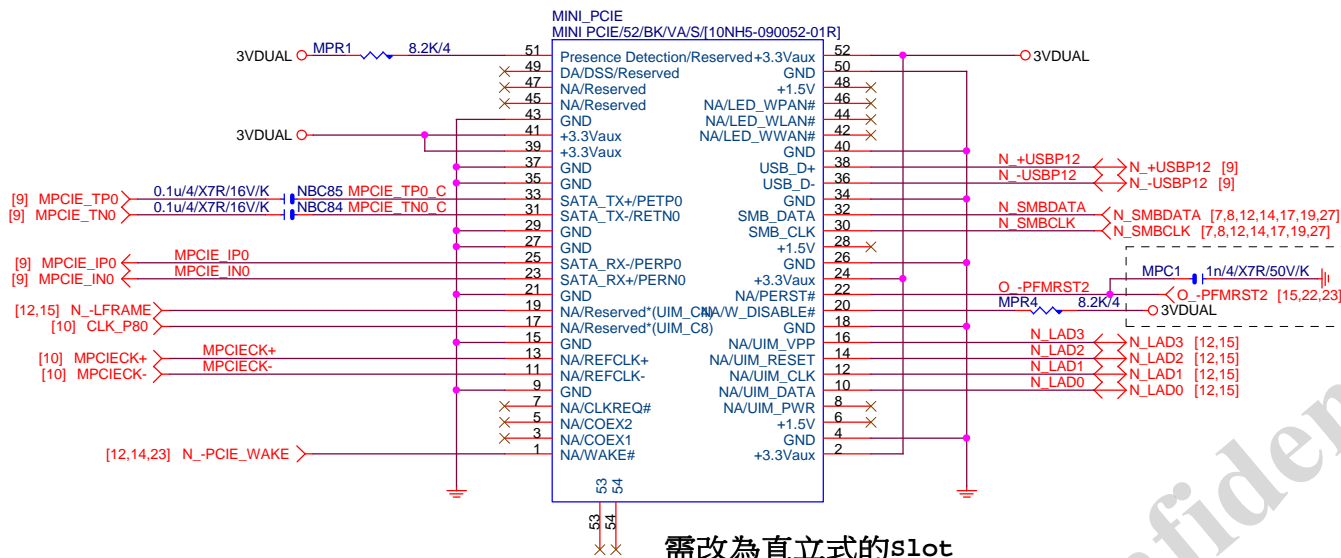 MINI_PCIE
MINI PCIE/52/BK/VA/S/[10NH5-090052-01R]
3VDUAL MPR1 8.2K/4 51 Presence Detection/Reserved +3.3Vaux 52 3VDUAL
49 DA/DSS/Reserved GND 50
47 NA/Reserved +1.5V 48
45 NA/Reserved NA/LED_WPAN# 46
43 GND NA/LED_WLAN# 44
3VDUAL 41 +3.3Vaux NA/LED_WWAN# 42
39 +3.3Vaux GND 40
37 GND USB_D+ 38 N_+USBP12 N_+USBP12 [9]
35 GND USB_D- 36 N_-USBP12 N_-USBP12 [9]
[9] MPCIE_TP0 0.1u/4/X7R/16V/K NBC85 MPCIE_TP0_C 33 SATA_TX+/PETP0 GND 34
[9] MPCIE_TN0 0.1u/4/X7R/16V/K NBC84 MPCIE_TN0_C 31 SATA_TX-/RETN0 SMB_DATA 32 N_SMBDATA N_SMBDATA [7,8,12,14,17,19,27]
29 GND SMB_CLK 30 N_SMBCLK N_SMBCLK [7,8,12,14,17,19,27]
27 GND +1.5V 28
[9] MPCIE_IP0 MPCIE_IP0 25 SATA_RX-/PERP0 GND 26
[9] MPCIE_IN0 MPCIE_IN0 23 SATA_RX+/PERN0 +3.3Vaux 24 MPC1 1n/4/X7R/50V/K
21 GND NA/PERST# 22 O_-PFMRST2 O_-PFMRST2 [15,22,23]
[12,15] N_-LFRAME 19 NA/Reserved*(UIM_C4) NA/W_DISABLE# 20 MPR4 8.2K/4 3VDUAL
[10] CLK_P80 17 NA/Reserved*(UIM_C8) GND 18
15 GND NA/UIM_VPP 16 N_LAD3 N_LAD3 [12,15]
[10] MPCIECK+ MPCIECK+ 13 NA/REFCLK+ NA/UIM_RESET 14 N_LAD2 N_LAD2 [12,15]
[10] MPCIECK- MPCIECK- 11 NA/REFCLK- NA/UIM_CLK 12 N_LAD1 N_LAD1 [12,15]
9 GND NA/UIM_DATA 10 N_LAD0 N_LAD0 [12,15]
7 NA/CLKREQ# NA/UIM_PWR 8
5 NA/COEX2 +1.5V 6
3 NA/COEX1 GND 4
[12,14,23] N_-PCIE_WAKE 1 NA/WAKE# +3.3Vaux 2
53 54
53 54
需改為直立式的Slot